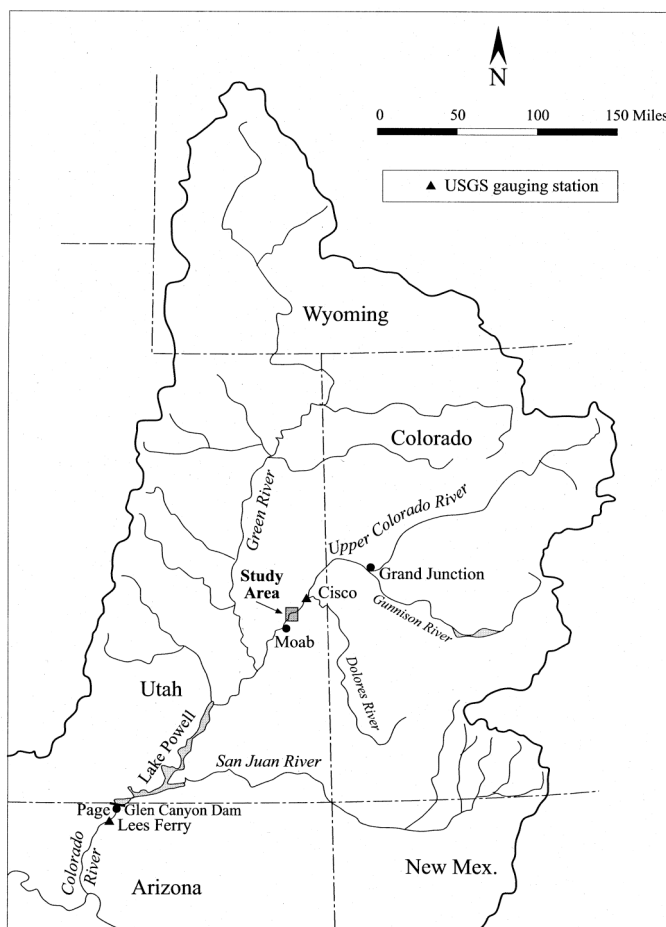 N
0 50 100 150 Miles
▲ USGS gauging station
Wyoming
Colorado
Green River
Upper Colorado River
Study
Area
Grand Junction
Cisco
Gunnison River
Moab
Dolores River
Utah
Lake Powell
San Juan River
Page
Glen Canyon Dam
Lees Ferry
Colorado
River
Arizona
New Mex.